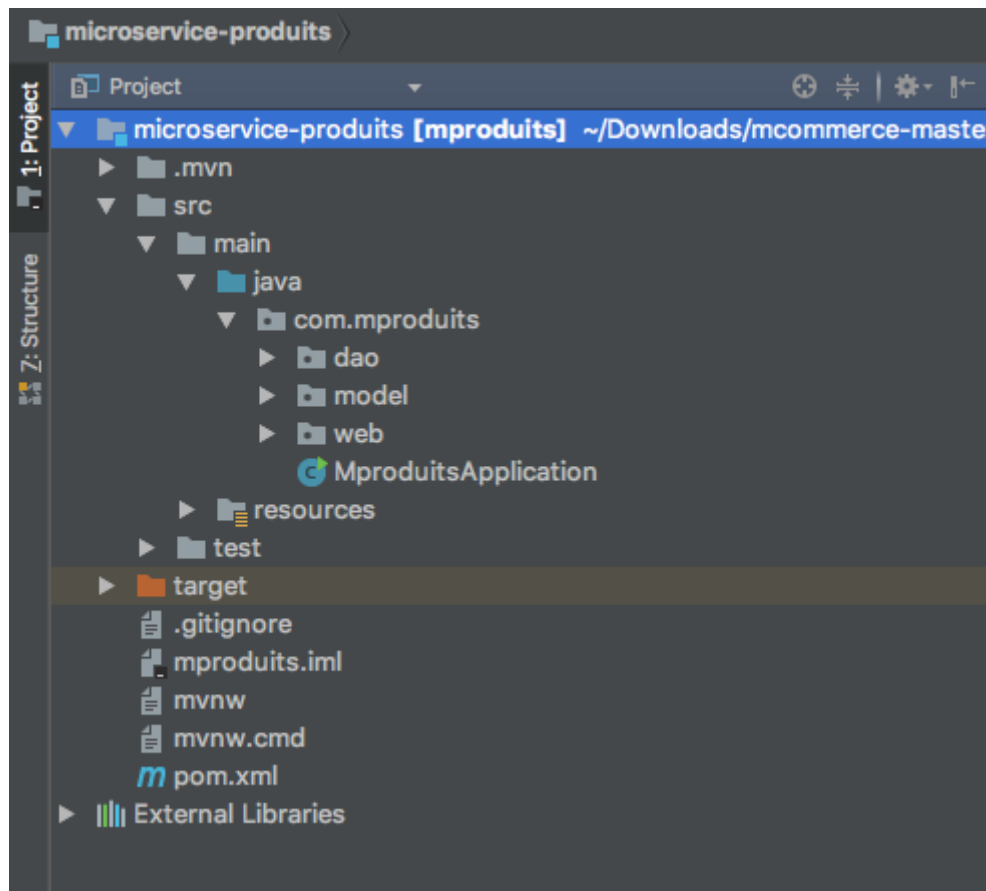 microservice-produits
1: Project
Project
microservice-produits [mproduits] ~/Downloads/mcommerce-maste
.mvn
src
main
java
com.mproduits
dao
model
web
MproduitsApplication
resources
test
target
.gitignore
mproduits.iml
mvnw
mvnw.cmd
pom.xml
External Libraries
7: Structure